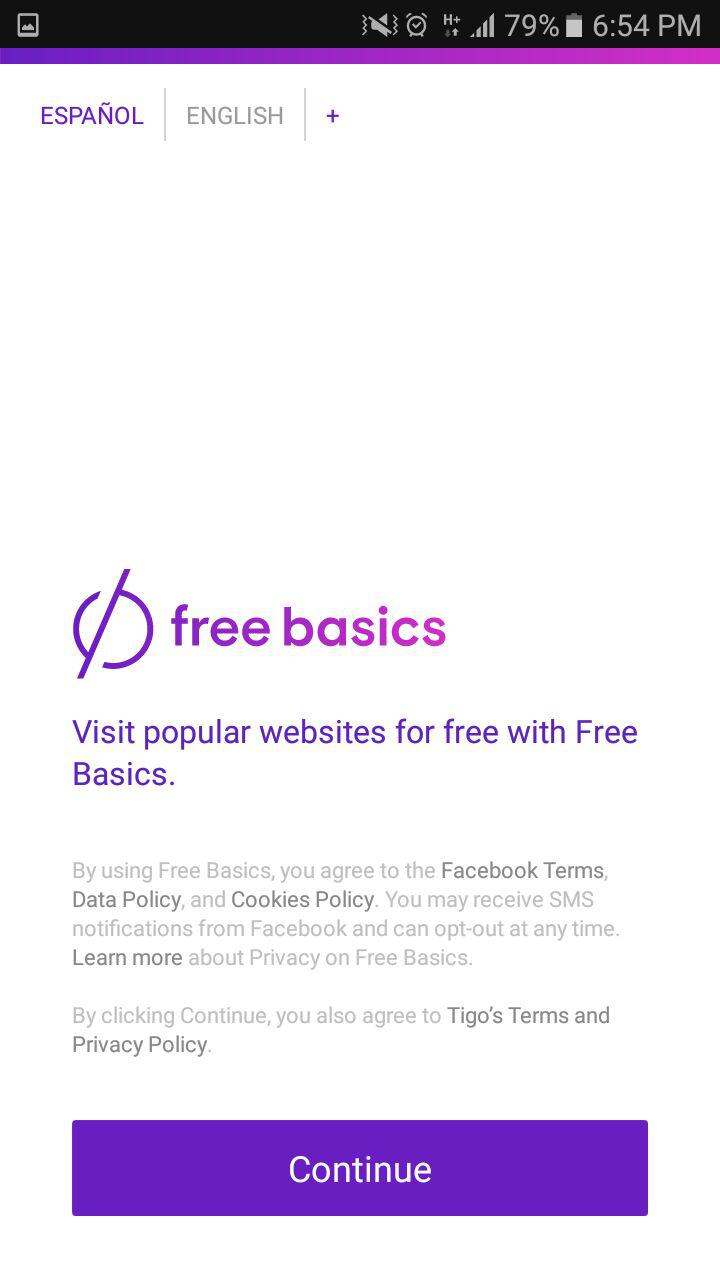 H+ 79% 6:54 PM
ESPAÑOL ENGLISH +
free basics
Visit popular websites for free with Free
Basics.
By using Free Basics, you agree to the Facebook Terms,
Data Policy, and Cookies Policy. You may receive SMS
notifications from Facebook and can opt-out at any time.
Learn more about Privacy on Free Basics.
By clicking Continue, you also agree to Tigo’s Terms and
Privacy Policy.
Continue